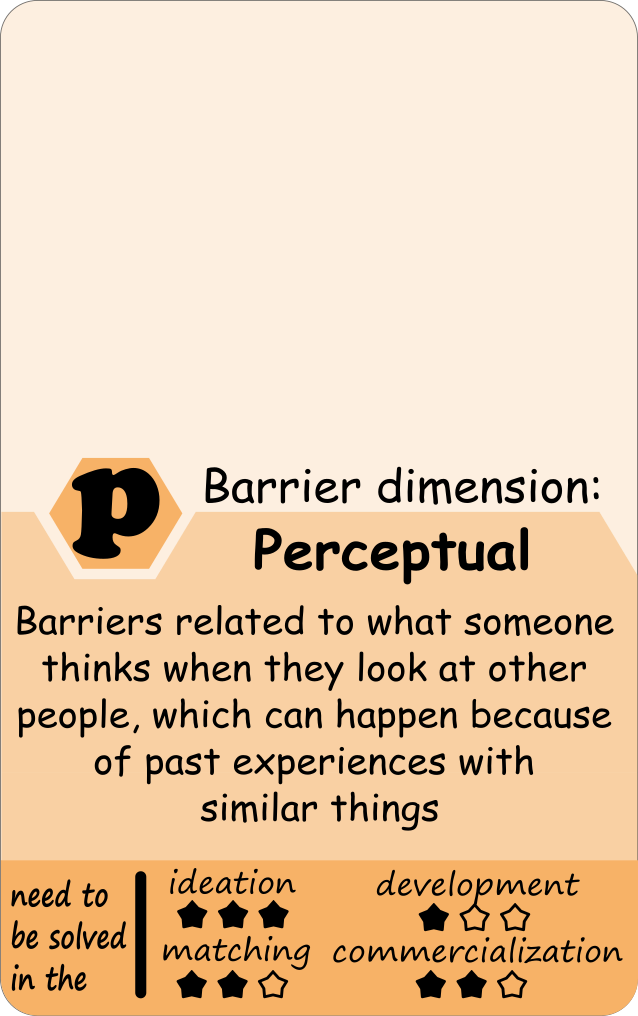 p
Barrier dimension:
Perceptual
Barriers related to what someone
thinks when they look at other
people, which can happen because
of past experiences with
similar things
need to
be solved
in the
ideation
development
matching
commercialization